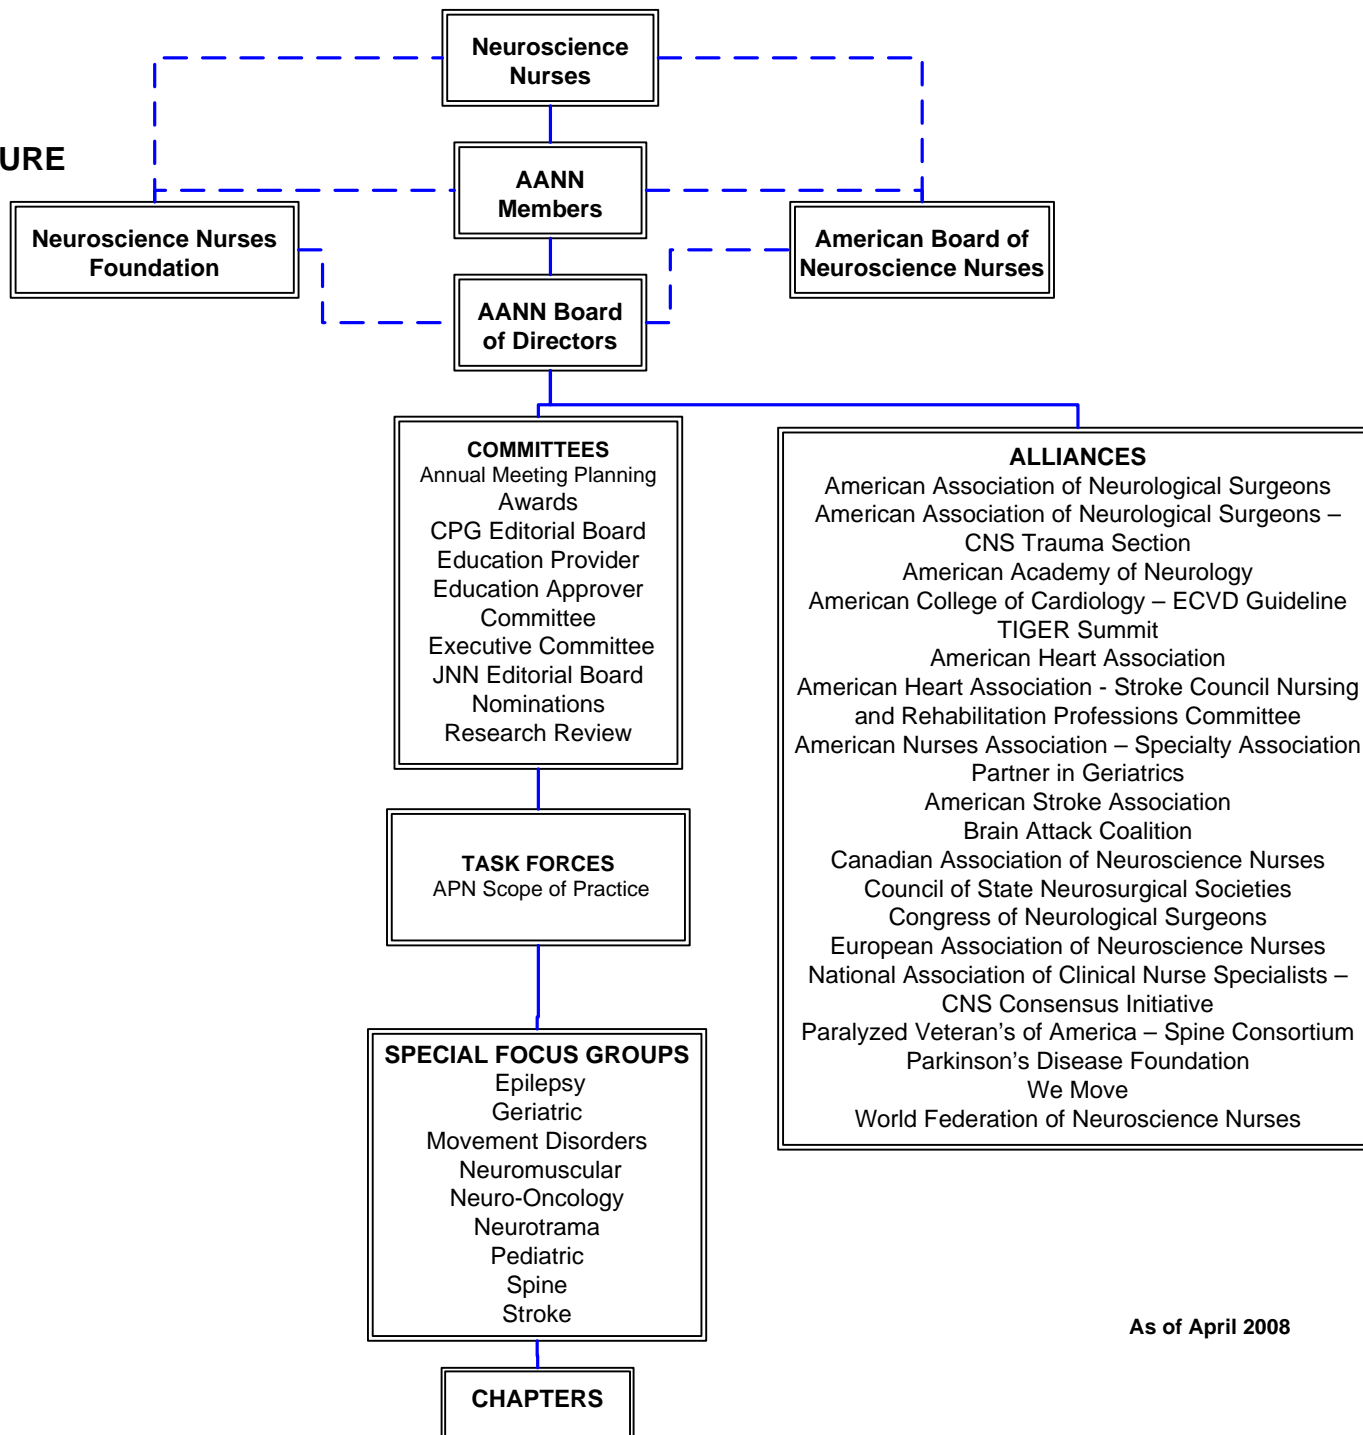 Neuroscience
Nurses
URE
AANN
Members
Neuroscience Nurses
Foundation
American Board of
Neuroscience Nurses
AANN Board
of Directors
COMMITTEES
Annual Meeting Planning
Awards
CPG Editorial Board
Education Provider
Education Approver
Committee
Executive Committee
JNN Editorial Board
Nominations
Research Review
ALLIANCES
American Association of Neurological Surgeons
American Association of Neurological Surgeons –
CNS Trauma Section
American Academy of Neurology
American College of Cardiology – ECVD Guideline
TIGER Summit
American Heart Association
American Heart Association - Stroke Council Nursing
and Rehabilitation Professions Committee
American Nurses Association – Specialty Association
Partner in Geriatrics
American Stroke Association
Brain Attack Coalition
Canadian Association of Neuroscience Nurses
Council of State Neurosurgical Societies
Congress of Neurological Surgeons
European Association of Neuroscience Nurses
National Association of Clinical Nurse Specialists –
CNS Consensus Initiative
Paralyzed Veteran’s of America – Spine Consortium
Parkinson’s Disease Foundation
We Move
World Federation of Neuroscience Nurses
TASK FORCES
APN Scope of Practice
SPECIAL FOCUS GROUPS
Epilepsy
Geriatric
Movement Disorders
Neuromuscular
Neuro-Oncology
Neurotrama
Pediatric
Spine
Stroke
As of April 2008
CHAPTERS